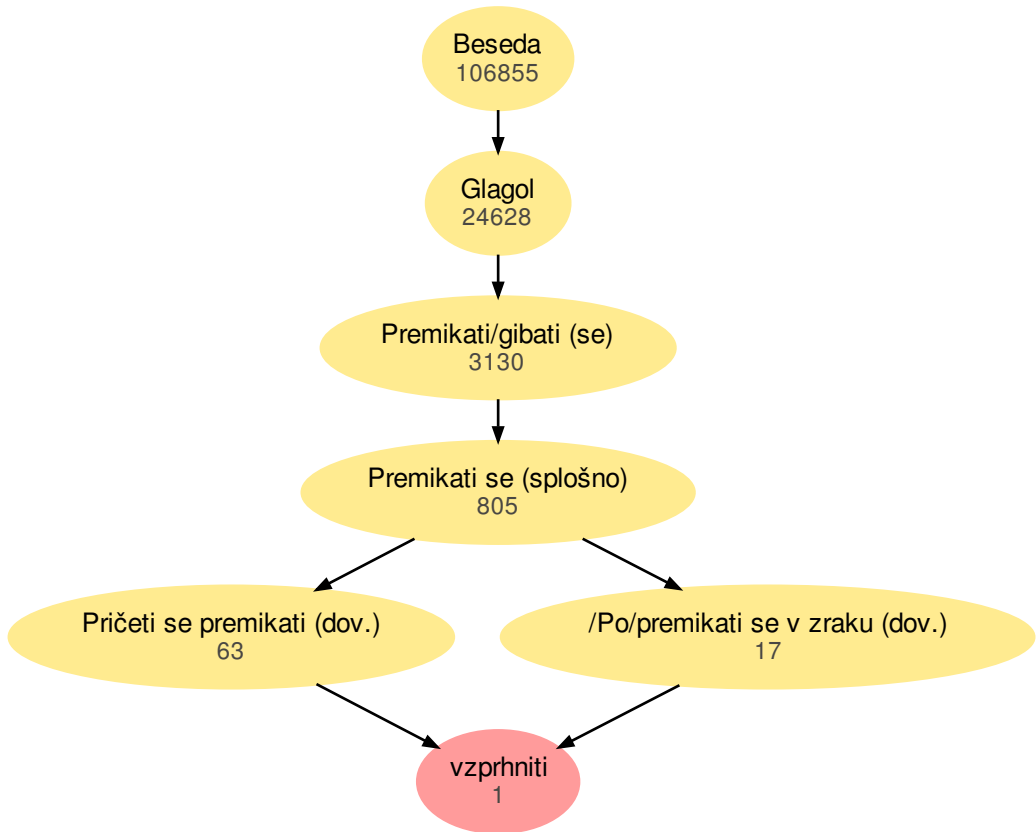 Beseda
106855
Glagol
24628
Premikati/gibati (se)
3130
Premikati se (splošno)
805
Pričeti se premikati (dov.)
63
/Po/premikati se v zraku (dov.)
17
vzprhniti
1